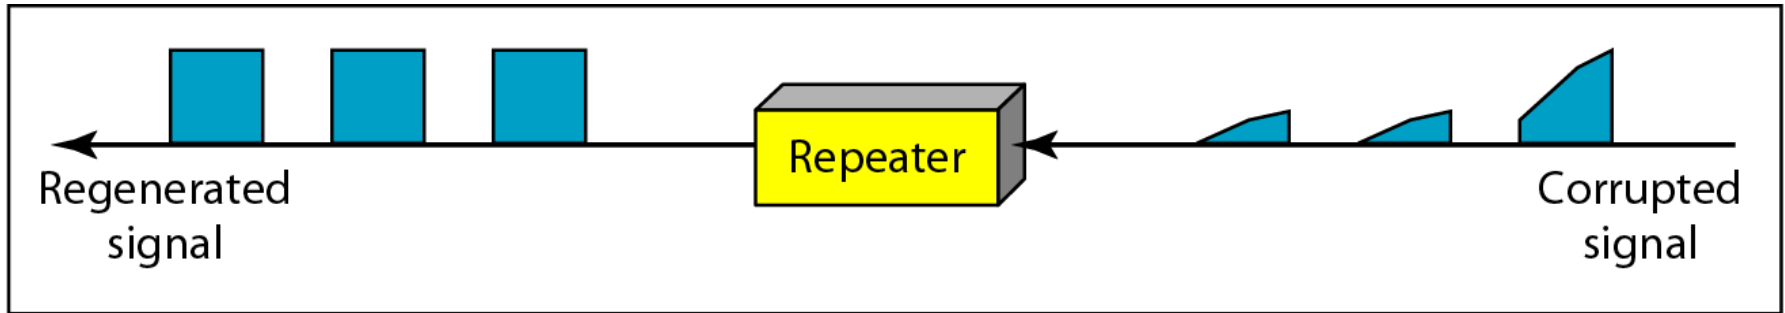 Repeater
Regenerated
signal
Corrupted
signal